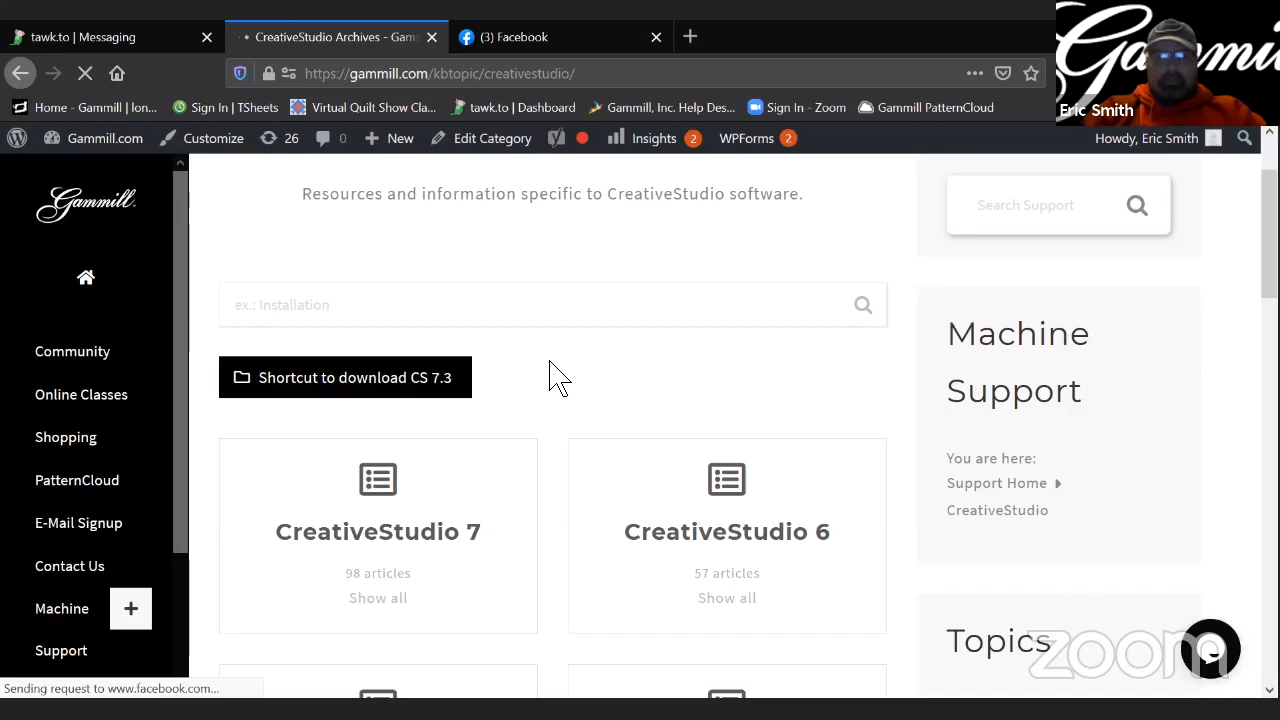 tawk.to | Messaging
CreativeStudio Archives - Gamm
(3) Facebook
https://gammill.com/kbtopic/creativestudio/
Home - Gammill | lon...
Sign In | TSheets
Virtual Quilt Show Cla...
tawk.to | Dashboard
Gammill, Inc. Help Des...
Sign In - Zoom
Gammill PatternCloud
Gammill
Eric Smith
Gammill.com
Customize
26
0
New
Edit Category
Insights 2
WPForms 2
Howdy, Eric Smith
Gammill.
Community
Online Classes
Shopping
PatternCloud
E-Mail Signup
Contact Us
Machine
Support
Resources and information specific to CreativeStudio software.
ex.: Installation
Shortcut to download CS 7.3
CreativeStudio 7
98 articles
Show all
CreativeStudio 6
57 articles
Show all
Search Support
Machine
Support
You are here:
Support Home
CreativeStudio
Topics
zoom
Sending request to www.facebook.com...